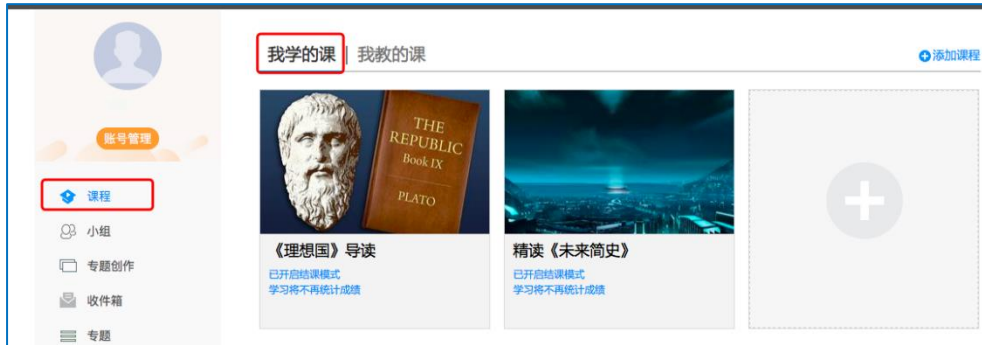 我学的课 | 我教的课
添加课程
账号管理
课程
小组
专题创作
收件箱
专题
THE
REPUBLIC
Book IX
PLATO
《理想国》导读
已开启结课模式
学习将不再统计成绩
精读《未来简史》
已开启结课模式
学习将不再统计成绩